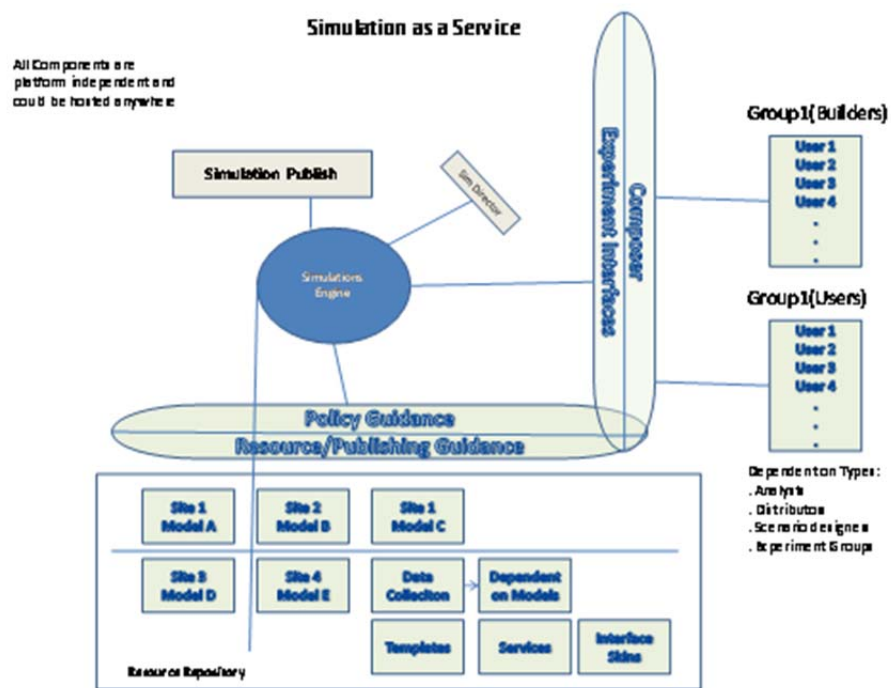 Simulation as a Service
All Components are
platform independent and
could be hosted anywhere
Simulation Publish
Sim Director
Simulations
Engine
Composer
Experiment Interfaces
Group1(Builders)
User 1
User 2
User 3
User 4
.
.
.
Group1(Users)
User 1
User 2
User 3
User 4
.
.
.
Dependent on Types:
. Analysts
. Distributors
. Scenario designers
. Experiment Groups
Policy Guidance
Resource/Publishing Guidance
Site 1
Model A
Site 2
Model B
Site 1
Model C
Site 3
Model D
Site 4
Model E
Data
Colleciton
Dependent
on Models
Templates
Services
Interface
Skins
Resource Repository